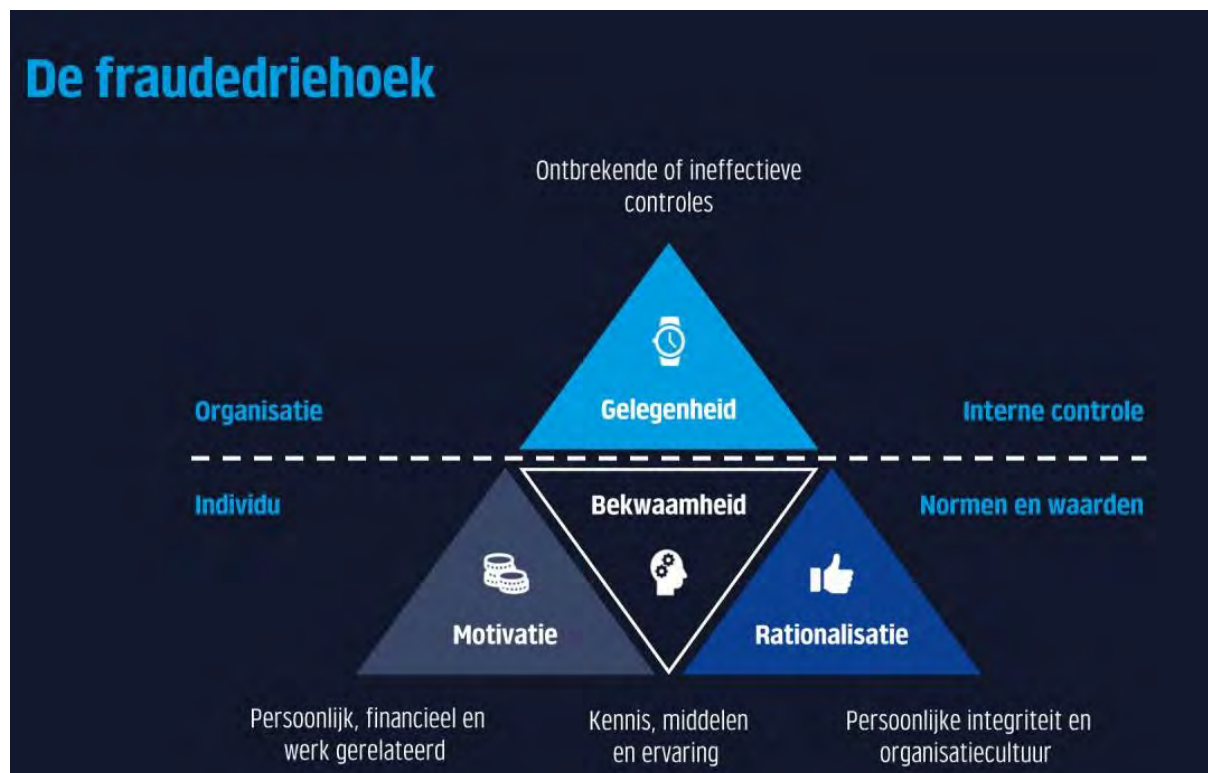 De fraudedriehoek
Ontbrekende of ineffectieve
controles
Gelegenheid
Organisatie
Interne controle
Individu
Bekwaamheid
Normen en waarden
Motivatie
Rationalisatie
Persoonlijk, financieel en
werk gerelateerd
Kennis, middelen
en ervaring
Persoonlijke integriteit en
organisatiecultuur